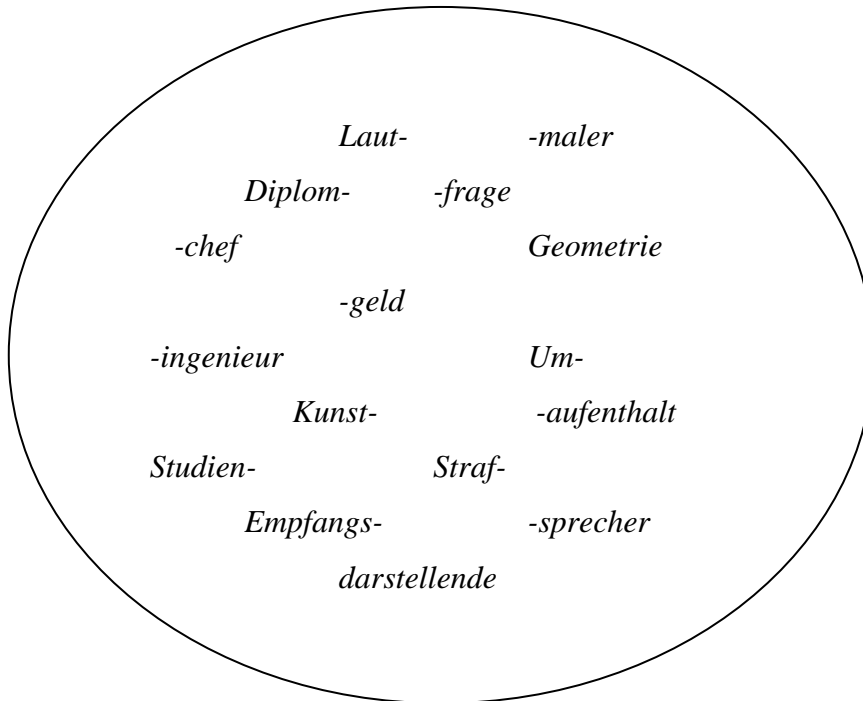 Laut- -maler
Diplom- -frage
-chef Geometrie
-geld
-ingenieur Um-
Kunst- -aufenthalt
Studien- Straf-
Empfangs- -sprecher
darstellende